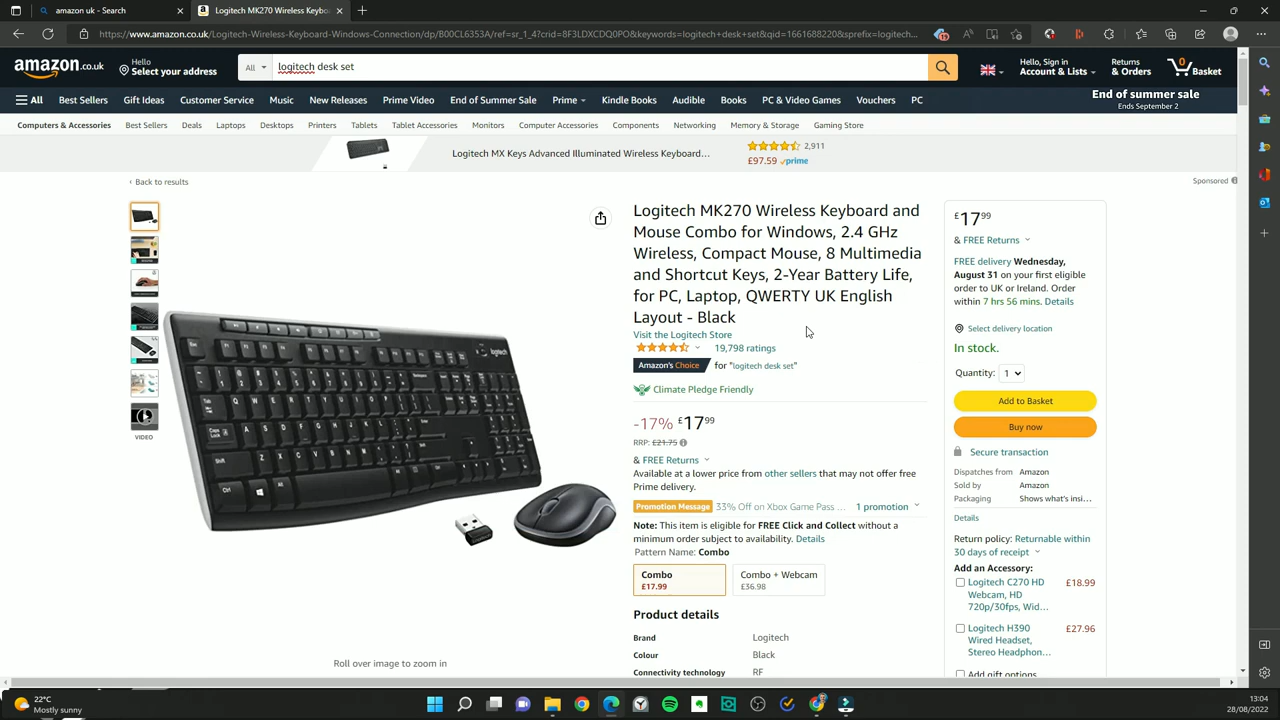 amazon uk - Search
Logitech MK270 Wireless Keybo
https://www.amazon.co.uk/Logitech-Wireless-Keyboard-Windows-Connection/dp/B00CL6353A/ref=sr_1_4?crid=8F3LDXCDQ0PO&keywords=logitech+desk+set&qid=1661688220&sprefix=logitech...
amazon.co.uk
Hello
Select your address
All
logitech desk set
Hello, Sign in
Account & Lists
Returns
& Orders
0
Basket
All
Best Sellers
Gift Ideas
Customer Service
Music
New Releases
Prime Video
End of Summer Sale
Prime
Kindle Books
Audible
Books
PC & Video Games
Vouchers
PC
End of summer sale
Ends September 2
Computers & Accessories
Best Sellers
Deals
Laptops
Desktops
Printers
Tablets
Tablet Accessories
Monitors
Computer Accessories
Components
Networking
Memory & Storage
Gaming Store
Logitech MX Keys Advanced Illuminated Wireless Keyboard...
2,911
£97.59 prime
Sponsored
‹ Back to results
VIDEO
logitech
Roll over image to zoom in
Logitech MK270 Wireless Keyboard and
Mouse Combo for Windows, 2.4 GHz
Wireless, Compact Mouse, 8 Multimedia
and Shortcut Keys, 2-Year Battery Life,
for PC, Laptop, QWERTY UK English
Layout - Black
Visit the Logitech Store
19,798 ratings
Amazon's Choice for "logitech desk set"
Climate Pledge Friendly
-17% £17 99
RRP: £21.75
& FREE Returns
Available at a lower price from other sellers that may not offer free
Prime delivery.
Promotion Message 33% Off on Xbox Game Pass ... 1 promotion
Note: This item is eligible for FREE Click and Collect without a
minimum order subject to availability. Details
Pattern Name: Combo
Combo
£17.99
Combo + Webcam
£36.98
Product details
Brand Logitech
Colour Black
Connectivity technology RF
£17 99
& FREE Returns
FREE delivery Wednesday,
August 31 on your first eligible
order to UK or Ireland. Order
within 7 hrs 56 mins. Details
Select delivery location
In stock.
Quantity: 1
Add to Basket
Buy now
Secure transaction
Dispatches from Amazon
Sold by Amazon
Packaging Shows what's insi...
Details
Return policy: Returnable within
30 days of receipt
Add an Accessory:
Logitech C270 HD
Webcam, HD
720p/30fps, Wid...
£18.99
Logitech H390
Wired Headset,
Stereo Headphon...
£27.96
Add gift options
22°C
Mostly sunny
13:04
28/08/2022